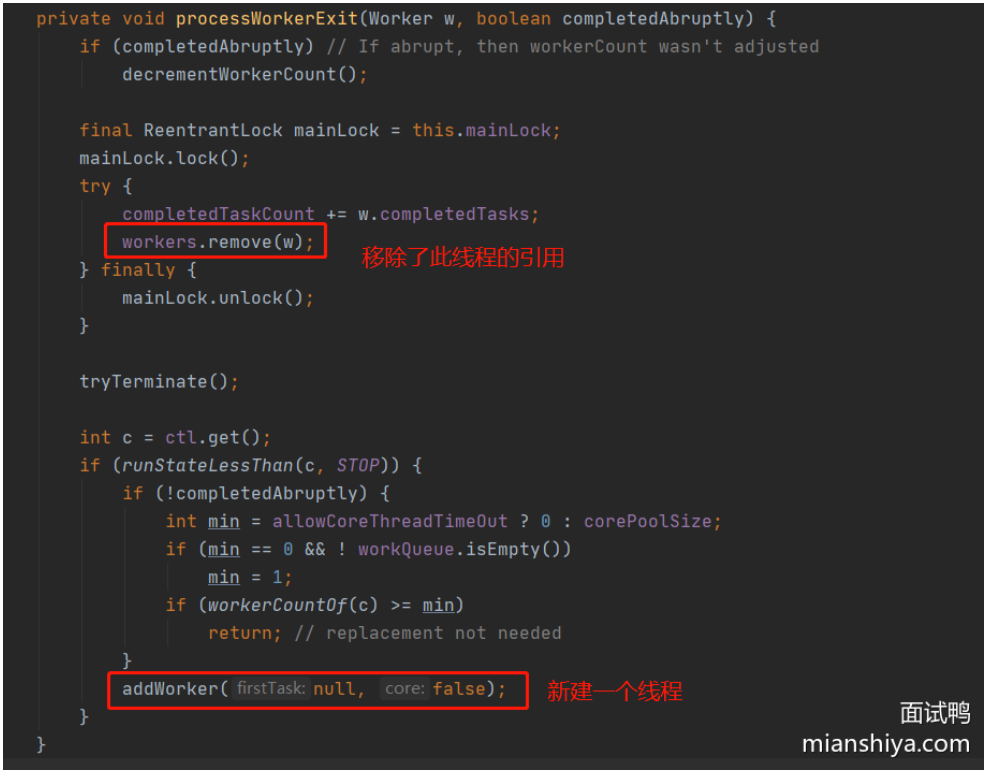 private void processWorkerExit(Worker w, boolean completedAbruptly) {
if (completedAbruptly) // If abrupt, then workerCount wasn't adjusted
decrementWorkerCount();
final ReentrantLock mainLock = this.mainLock;
mainLock.lock();
try {
completedTaskCount += w.completedTasks;
workers.remove(w);
移除了此线程的引用
} finally {
mainLock.unlock();
}
tryTerminate();
int c = ctl.get();
if (runStateLessThan(c, STOP)) {
if (!completedAbruptly) {
int min = allowCoreThreadTimeOut ? 0 : corePoolSize;
if (min == 0 && ! workQueue.isEmpty())
min = 1;
if (workerCountOf(c) >= min)
return; // replacement not needed
}
addWorker( firstTask: null, core: false);
新建一个线程
}
}
面试鸭
mianshiya.com